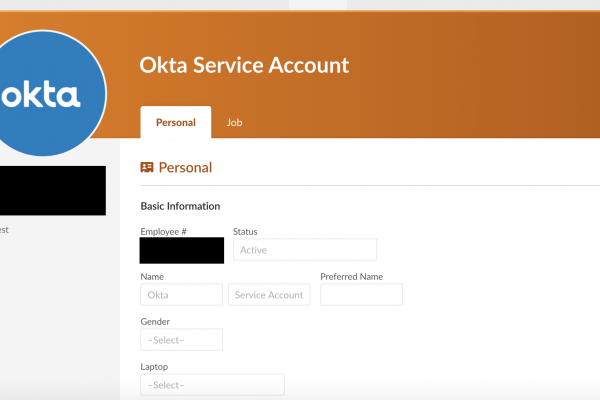 okta
Okta Service Account
Personal
Job
Personal
Basic Information
est
Employee #
Status
Active
Name
Preferred Name
Okta
Service Account
Gender
–Select–
Laptop
–Select–